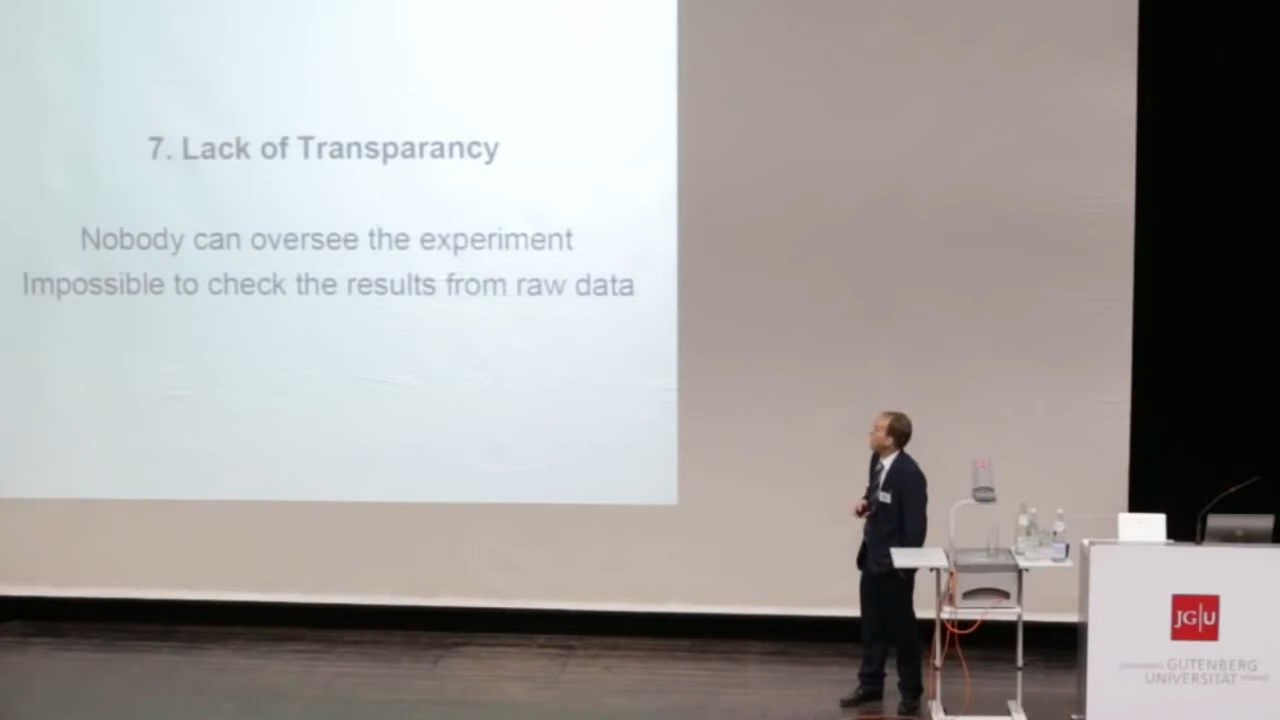 7. Lack of Transparancy
Nobody can oversee the experiment
Impossible to check the results from raw data
JG|U
GUTENBERG
UNIVERSITÄT